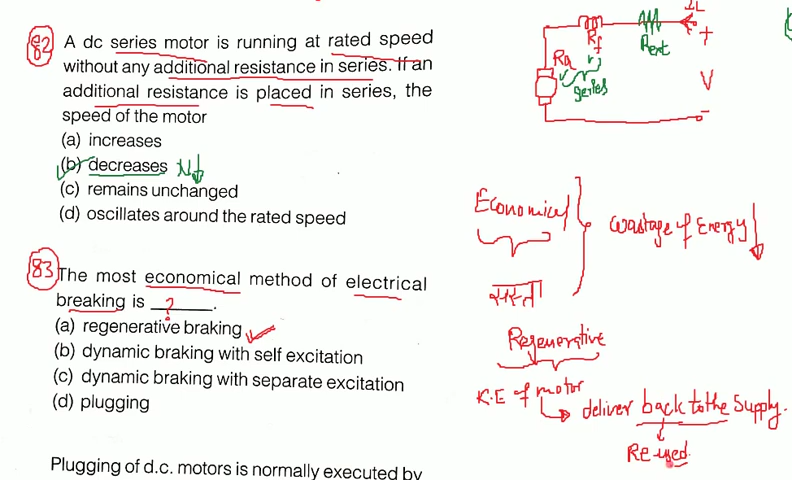 82 A dc series motor is running at rated speed
without any additional resistance in series. If an
additional resistance is placed in series, the
speed of the motor
(a) increases
(b) decreases N↓
(c) remains unchanged
(d) oscillates around the rated speed
83 The most economical method of electrical
breaking is ______. ?
(a) regenerative braking
(b) dynamic braking with self excitation
(c) dynamic braking with separate excitation
(d) plugging
Plugging of d.c. motors is normally executed by
IL
Rf
Rext
+
Ra
series
V
-
Economical
wastage of Energy ↓
सस्ता
Regenerative
K.E of motor
deliver back to the supply.
Re-used